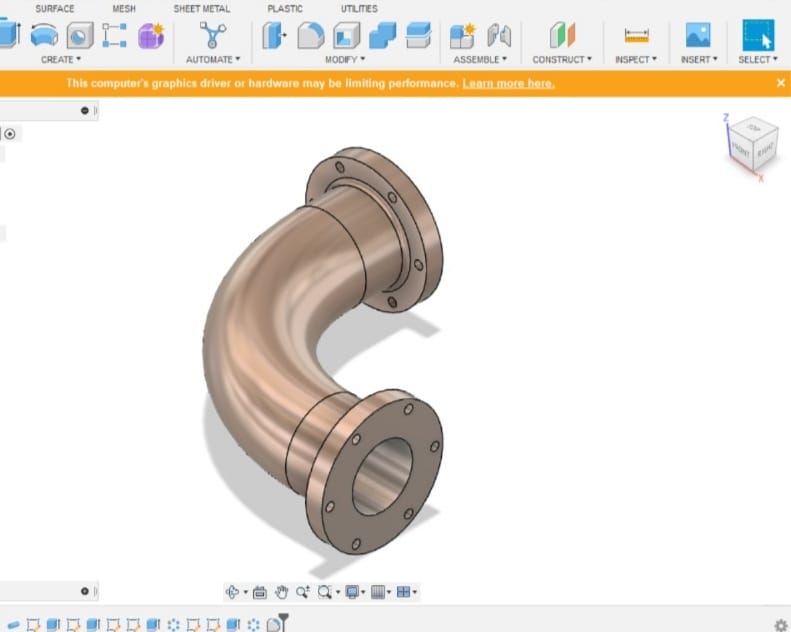 SURFACE MESH SHEET METAL PLASTIC UTILITIES
CREATE AUTOMATE MODIFY ASSEMBLE CONSTRUCT INSPECT INSERT SELECT
This computer's graphics driver or hardware may be limiting performance. Learn more here.
Z
TOP
FRONT RIGHT
X